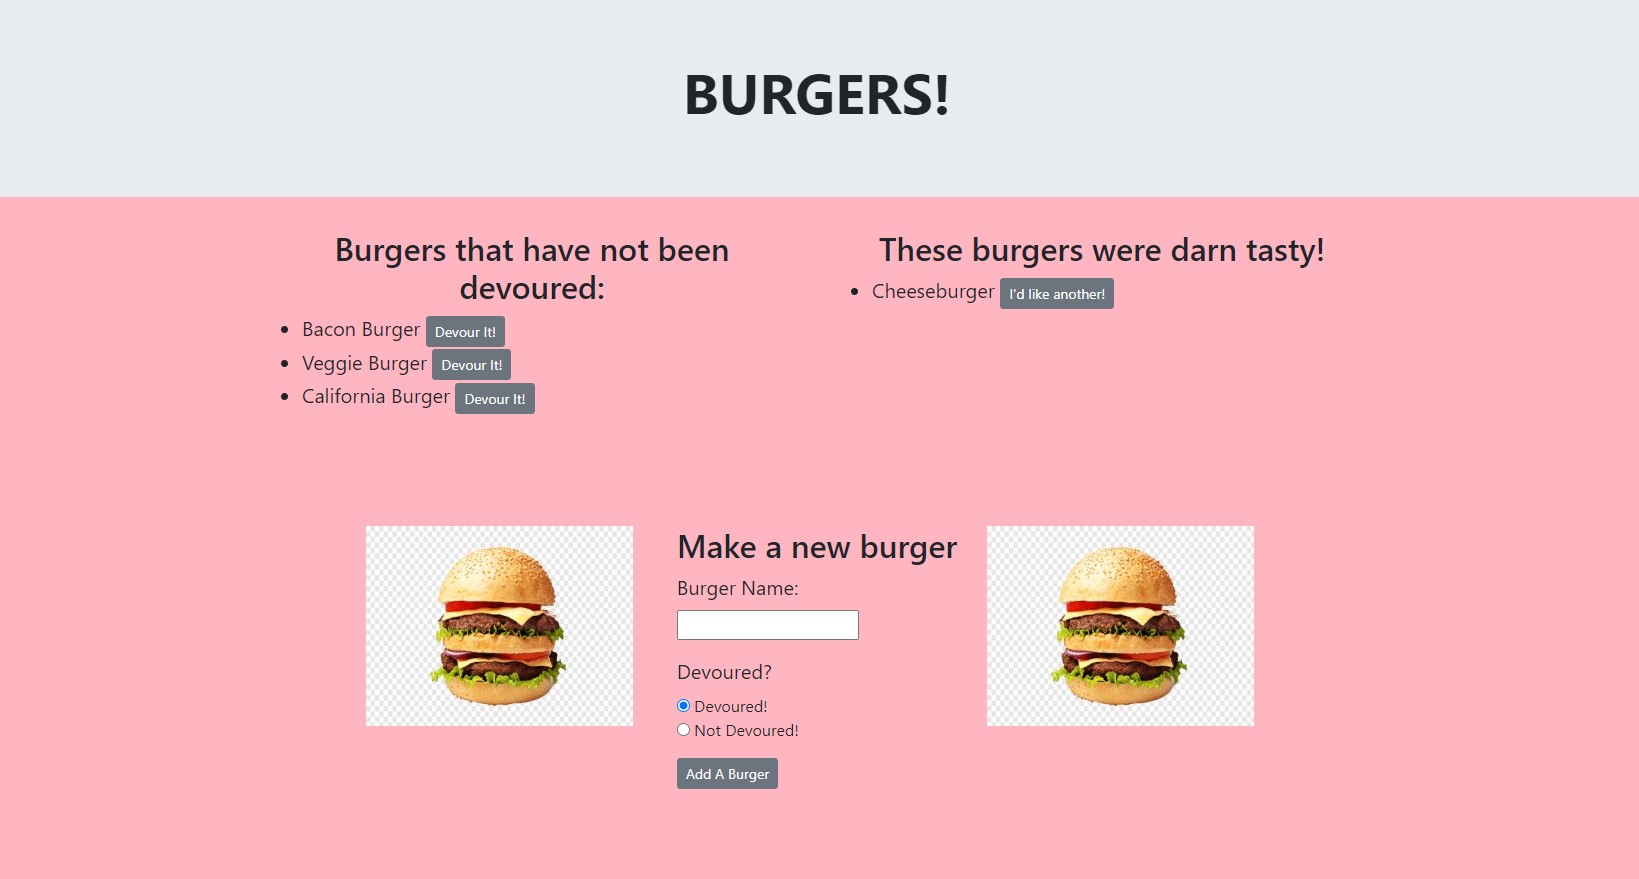 BURGERS!
Burgers that have not been
devoured:
Bacon Burger Devour It!
Veggie Burger Devour It!
California Burger Devour It!
These burgers were darn tasty!
Cheeseburger I'd like another!
Make a new burger
Burger Name:
Devoured?
Devoured!
Not Devoured!
Add A Burger